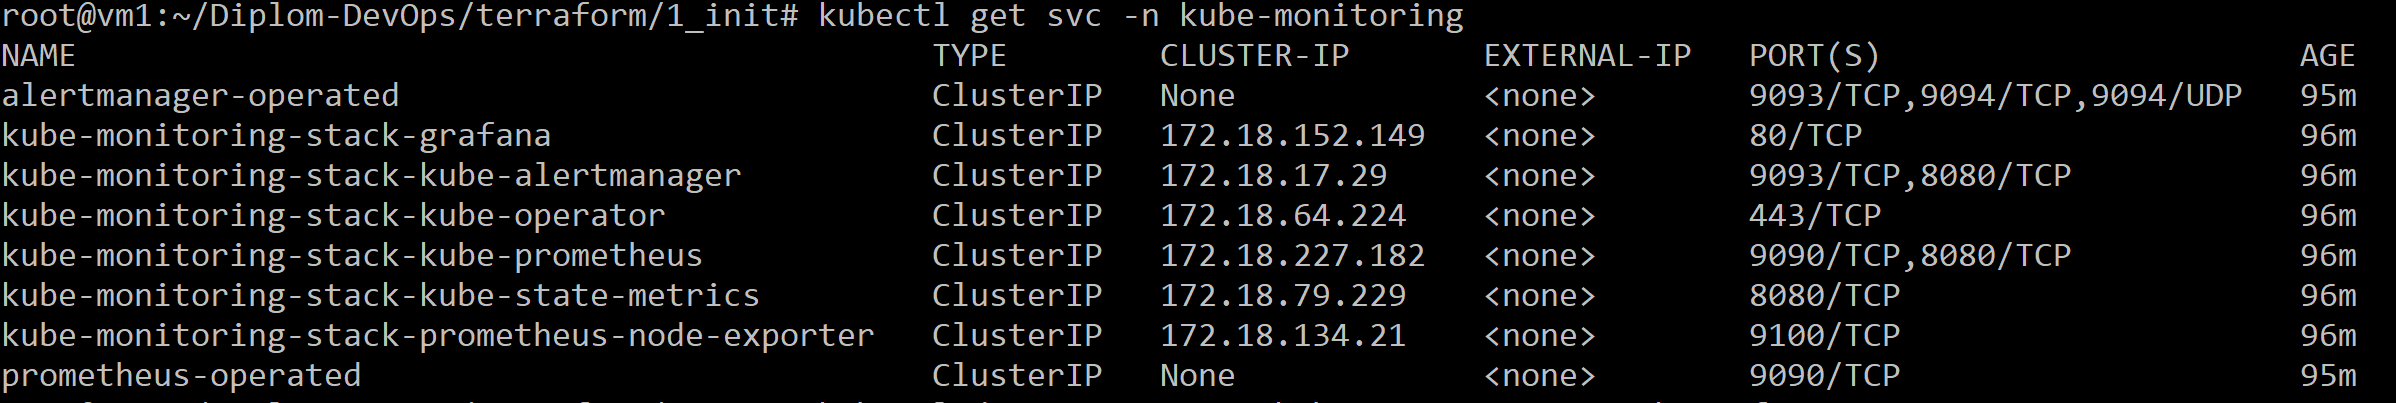 root@vm1:~/Diplom-DevOps/terraform/1_init# kubectl get svc -n kube-monitoring
NAME TYPE CLUSTER-IP EXTERNAL-IP PORT(S) AGE
alertmanager-operated ClusterIP None <none> 9093/TCP,9094/TCP,9094/UDP 95m
kube-monitoring-stack-grafana ClusterIP 172.18.152.149 <none> 80/TCP 96m
kube-monitoring-stack-kube-alertmanager ClusterIP 172.18.17.29 <none> 9093/TCP,8080/TCP 96m
kube-monitoring-stack-kube-operator ClusterIP 172.18.64.224 <none> 443/TCP 96m
kube-monitoring-stack-kube-prometheus ClusterIP 172.18.227.182 <none> 9090/TCP,8080/TCP 96m
kube-monitoring-stack-kube-state-metrics ClusterIP 172.18.79.229 <none> 8080/TCP 96m
kube-monitoring-stack-prometheus-node-exporter ClusterIP 172.18.134.21 <none> 9100/TCP 96m
prometheus-operated ClusterIP None <none> 9090/TCP 95m